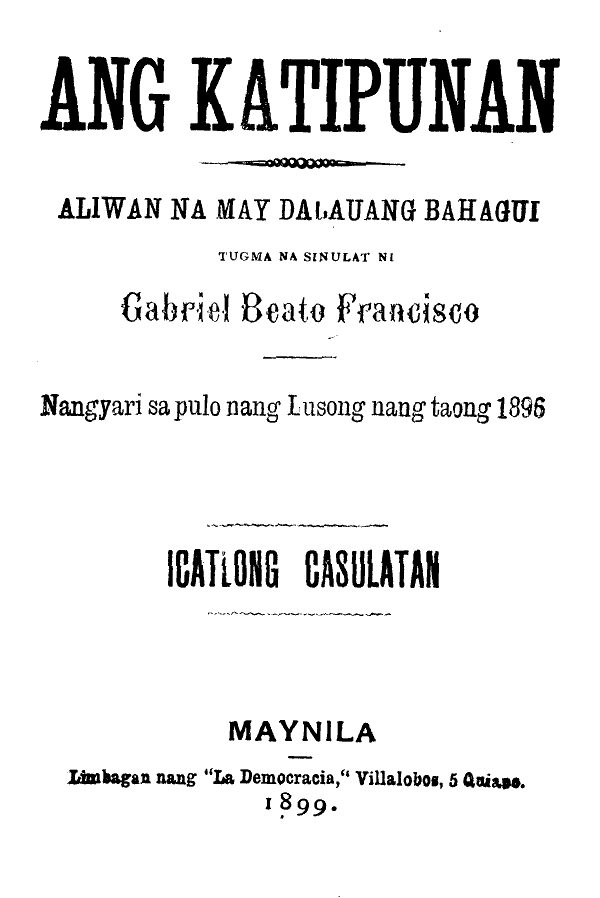 ANG KATIPUNAN
ALIWAN NA MAY DALAUANG BAHAGUI
TUGMA NA SINULAT NI
Gabriel Beato Francisco
Nangyari sa pulo nang Lusong nang taong 1896
ICATLONG CASULATAN
MAYNILA
Limbagan nang "La Democracia," Villalobos, 5 Quiapo.
1899.